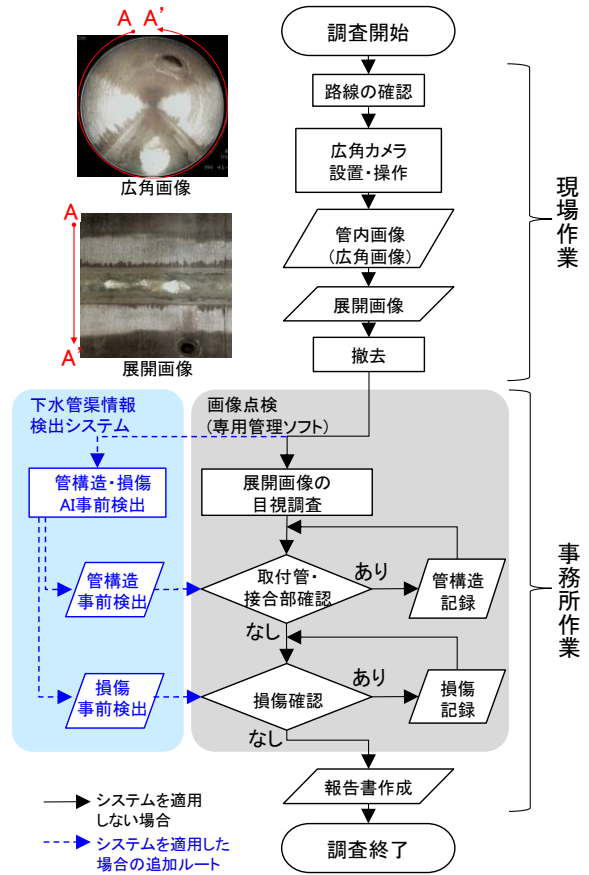 A A’
広角画像
A
A’
展開画像
調査開始
路線の確認
広角カメラ
設置・操作
管内画像
(広角画像)
展開画像
撤去
現場作業
下水管渠情報
検出システム
画像点検
(専用管理ソフト)
管構造・損傷
AI事前検出
展開画像の
目視調査
管構造
事前検出
取付管・
接合部確認
あり
管構造
記録
なし
損傷
事前検出
損傷確認
あり
損傷
記録
なし
事務所作業
報告書作成
調査終了
システムを適用
しない場合
システムを適用した
場合の追加ルート